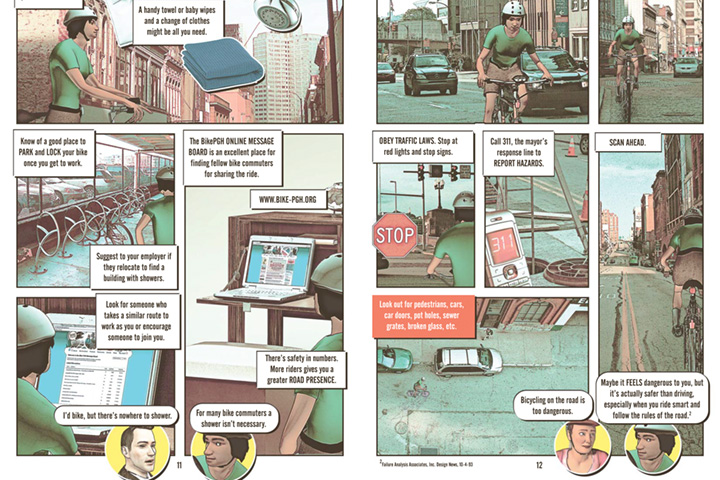 A handy towel or baby wipes
and a change of clothes
might be all you need.
Know of a good place to
PARK and LOCK your bike
once you get to work.
The BikePGH ONLINE MESSAGE
BOARD is an excellent place for
finding fellow bike commuters
for sharing the ride.
WWW.BIKE-PGH.ORG
Suggest to your employer if
they relocate to find a
building with showers.
Look for someone who
takes a similar route to
work as you or encourage
someone to join you.
There's safety in numbers.
More riders gives you a
greater ROAD PRESENCE.
I'd bike, but there's nowhere to shower.
For many bike commuters a
shower isn't necessary.
11
OBEY TRAFFIC LAWS. Stop at
red lights and stop signs.
STOP
Call 311, the mayor's
response line to
REPORT HAZARDS.
311
SCAN AHEAD.
Look out for pedestrians, cars,
car doors, pot holes, sewer
grates, broken glass, etc.
Bicycling on the road is
too dangerous.
Maybe it FEELS dangerous to you, but
it's actually safer than driving,
especially when you ride smart and
follow the rules of the road.²
²Failure Analysis Associates, Inc. Design News, 10-4-93
12